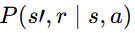 P(s′, r | s, a)